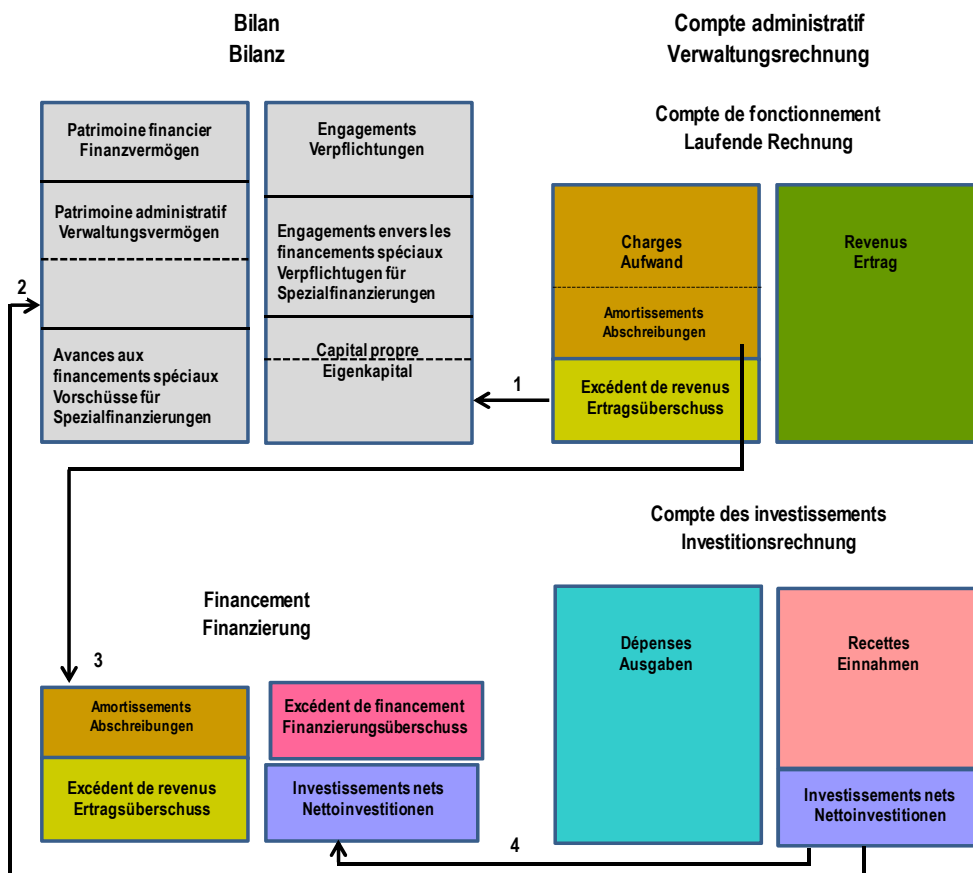 Bilan
Bilanz
Compte administratif
Verwaltungsrechnung
Compte de fonctionnement
Laufende Rechnung
Patrimoine financier
Finanzvermögen
Patrimoine administratif
Verwaltungsvermögen
Avances aux
financements spéciaux
Vorschüsse für
Spezialfinanzierungen
Engagements
Verpflichtungen
Engagements envers les
financements spéciaux
Verpflichtugen für
Spezialfinanzierungen
Capital propre
Eigenkapital
Charges
Aufwand
Amortissements
Abschreibungen
Excédent de revenus
Ertragsüberschuss
Revenus
Ertrag
2
1
Compte des investissements
Investitionsrechnung
Financement
Finanzierung
3
Amortissements
Abschreibungen
Excédent de revenus
Ertragsüberschuss
Excédent de financement
Finanzierungsüberschuss
Investissements nets
Nettoinvestitionen
Dépenses
Ausgaben
Recettes
Einnahmen
Investissements nets
Nettoinvestitionen
4